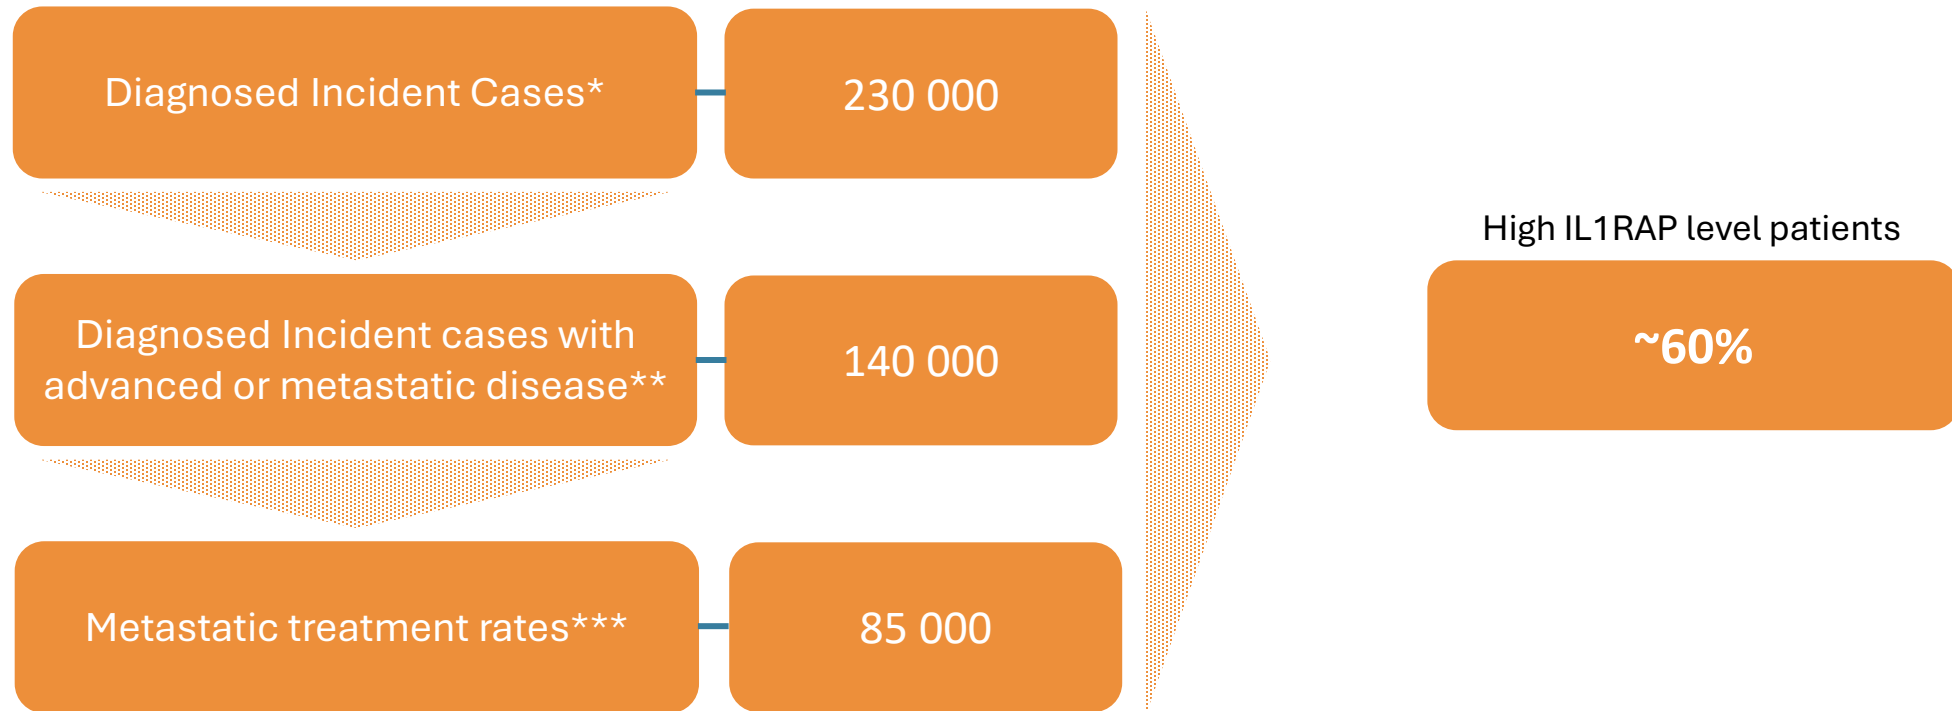 Diagnosed Incident Cases*
230 000
Diagnosed Incident cases with
advanced or metastatic disease**
140 000
Metastatic treatment rates***
85 000
High IL1RAP level patients
~60%